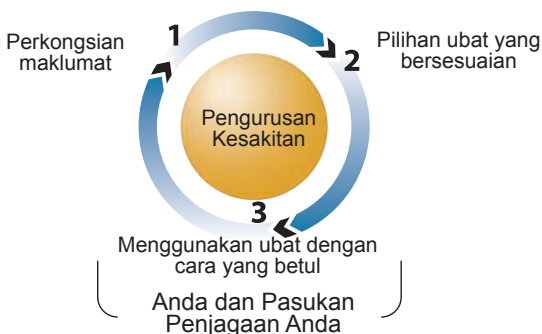 1
Perkongsian
maklumat
2
Pilihan ubat yang
bersesuaian
Pengurusan
Kesakitan
3
Menggunakan ubat dengan
cara yang betul
Anda dan Pasukan
Penjagaan Anda